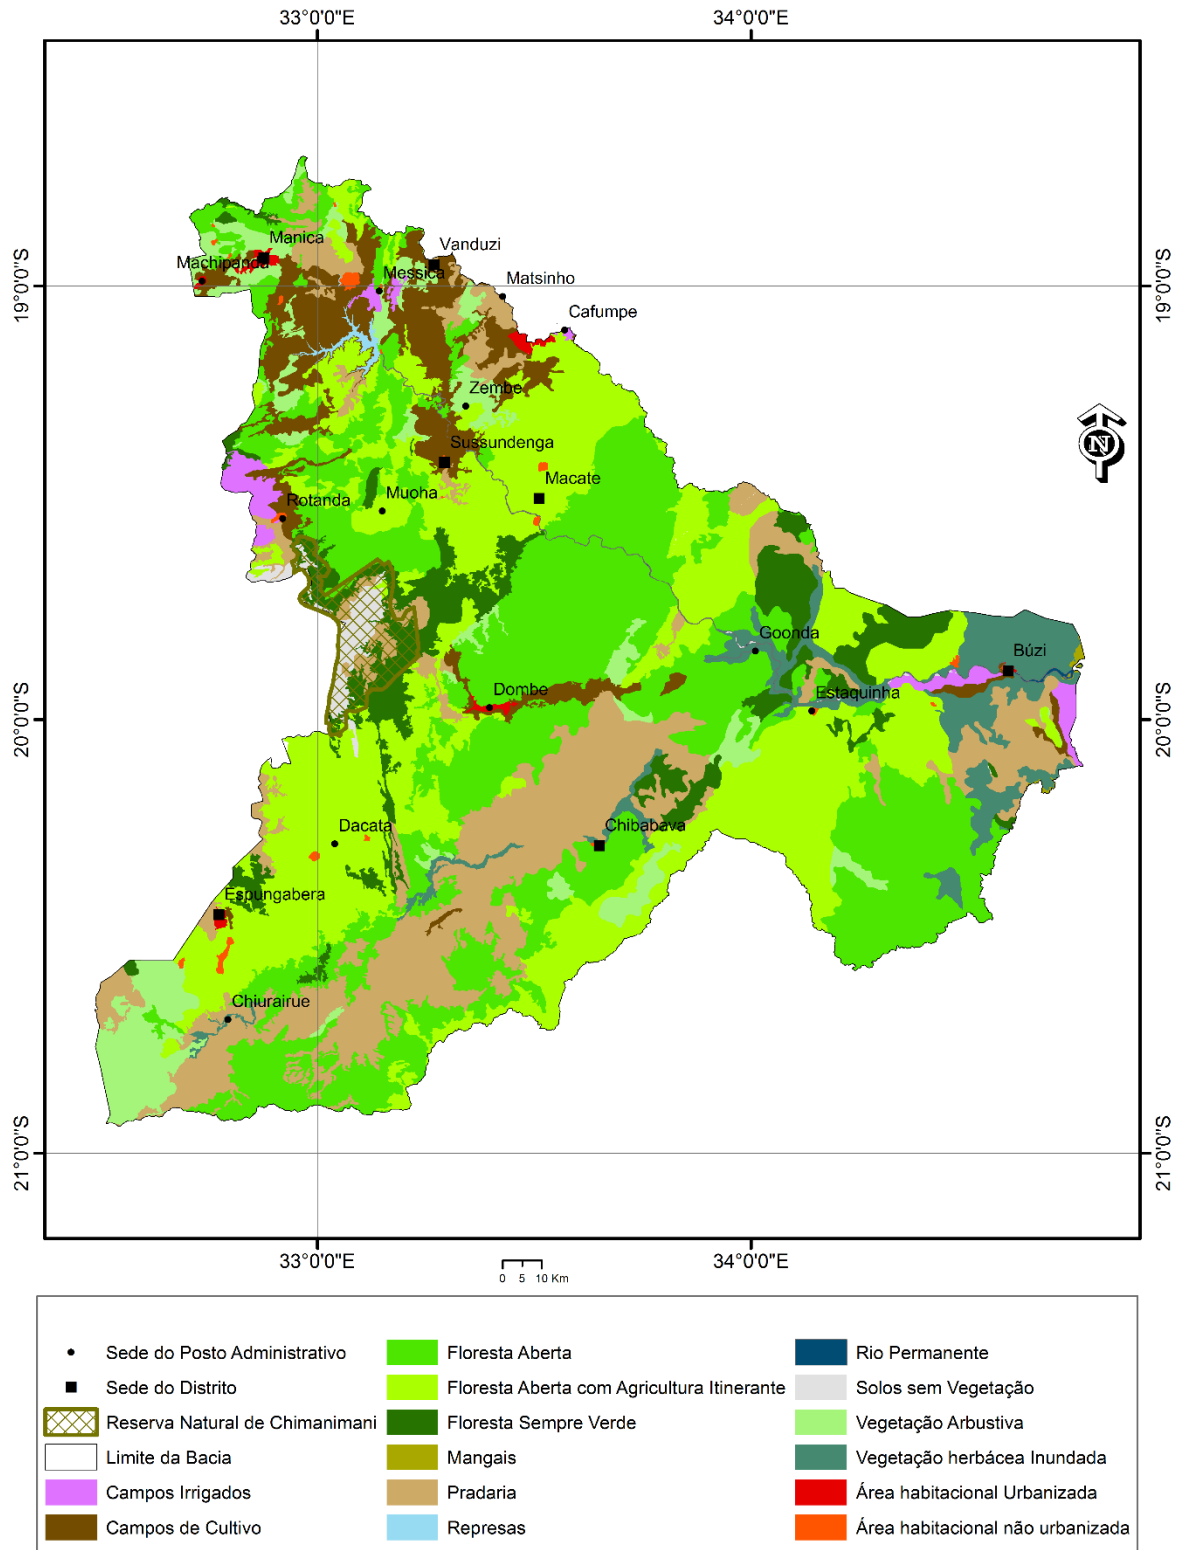 33°0'0"E
34°0'0"E
Manica
Vanduzi
Machipanda
Messica
Matsinho
19°0'0"S
19°0'0"S
Cafumpe
Zembe
N
Sussundenga
Macate
Rotanda
Muoha
Goonda
Búzi
Dombe
Estaquinha
20°0'0"S
20°0'0"S
Dacata
Chibabava
Espungabera
Chiurairue
21°0'0"S
21°0'0"S
33°0'0"E
34°0'0"E
0 5 10 Km
Sede do Posto Administrativo
Sede do Distrito
Reserva Natural de Chimanimani
Limite da Bacia
Campos Irrigados
Campos de Cultivo
Floresta Aberta
Floresta Aberta com Agricultura Itinerante
Floresta Sempre Verde
Mangais
Pradaria
Represas
Rio Permanente
Solos sem Vegetação
Vegetação Arbustiva
Vegetação herbácea Inundada
Área habitacional Urbanizada
Área habitacional não urbanizada